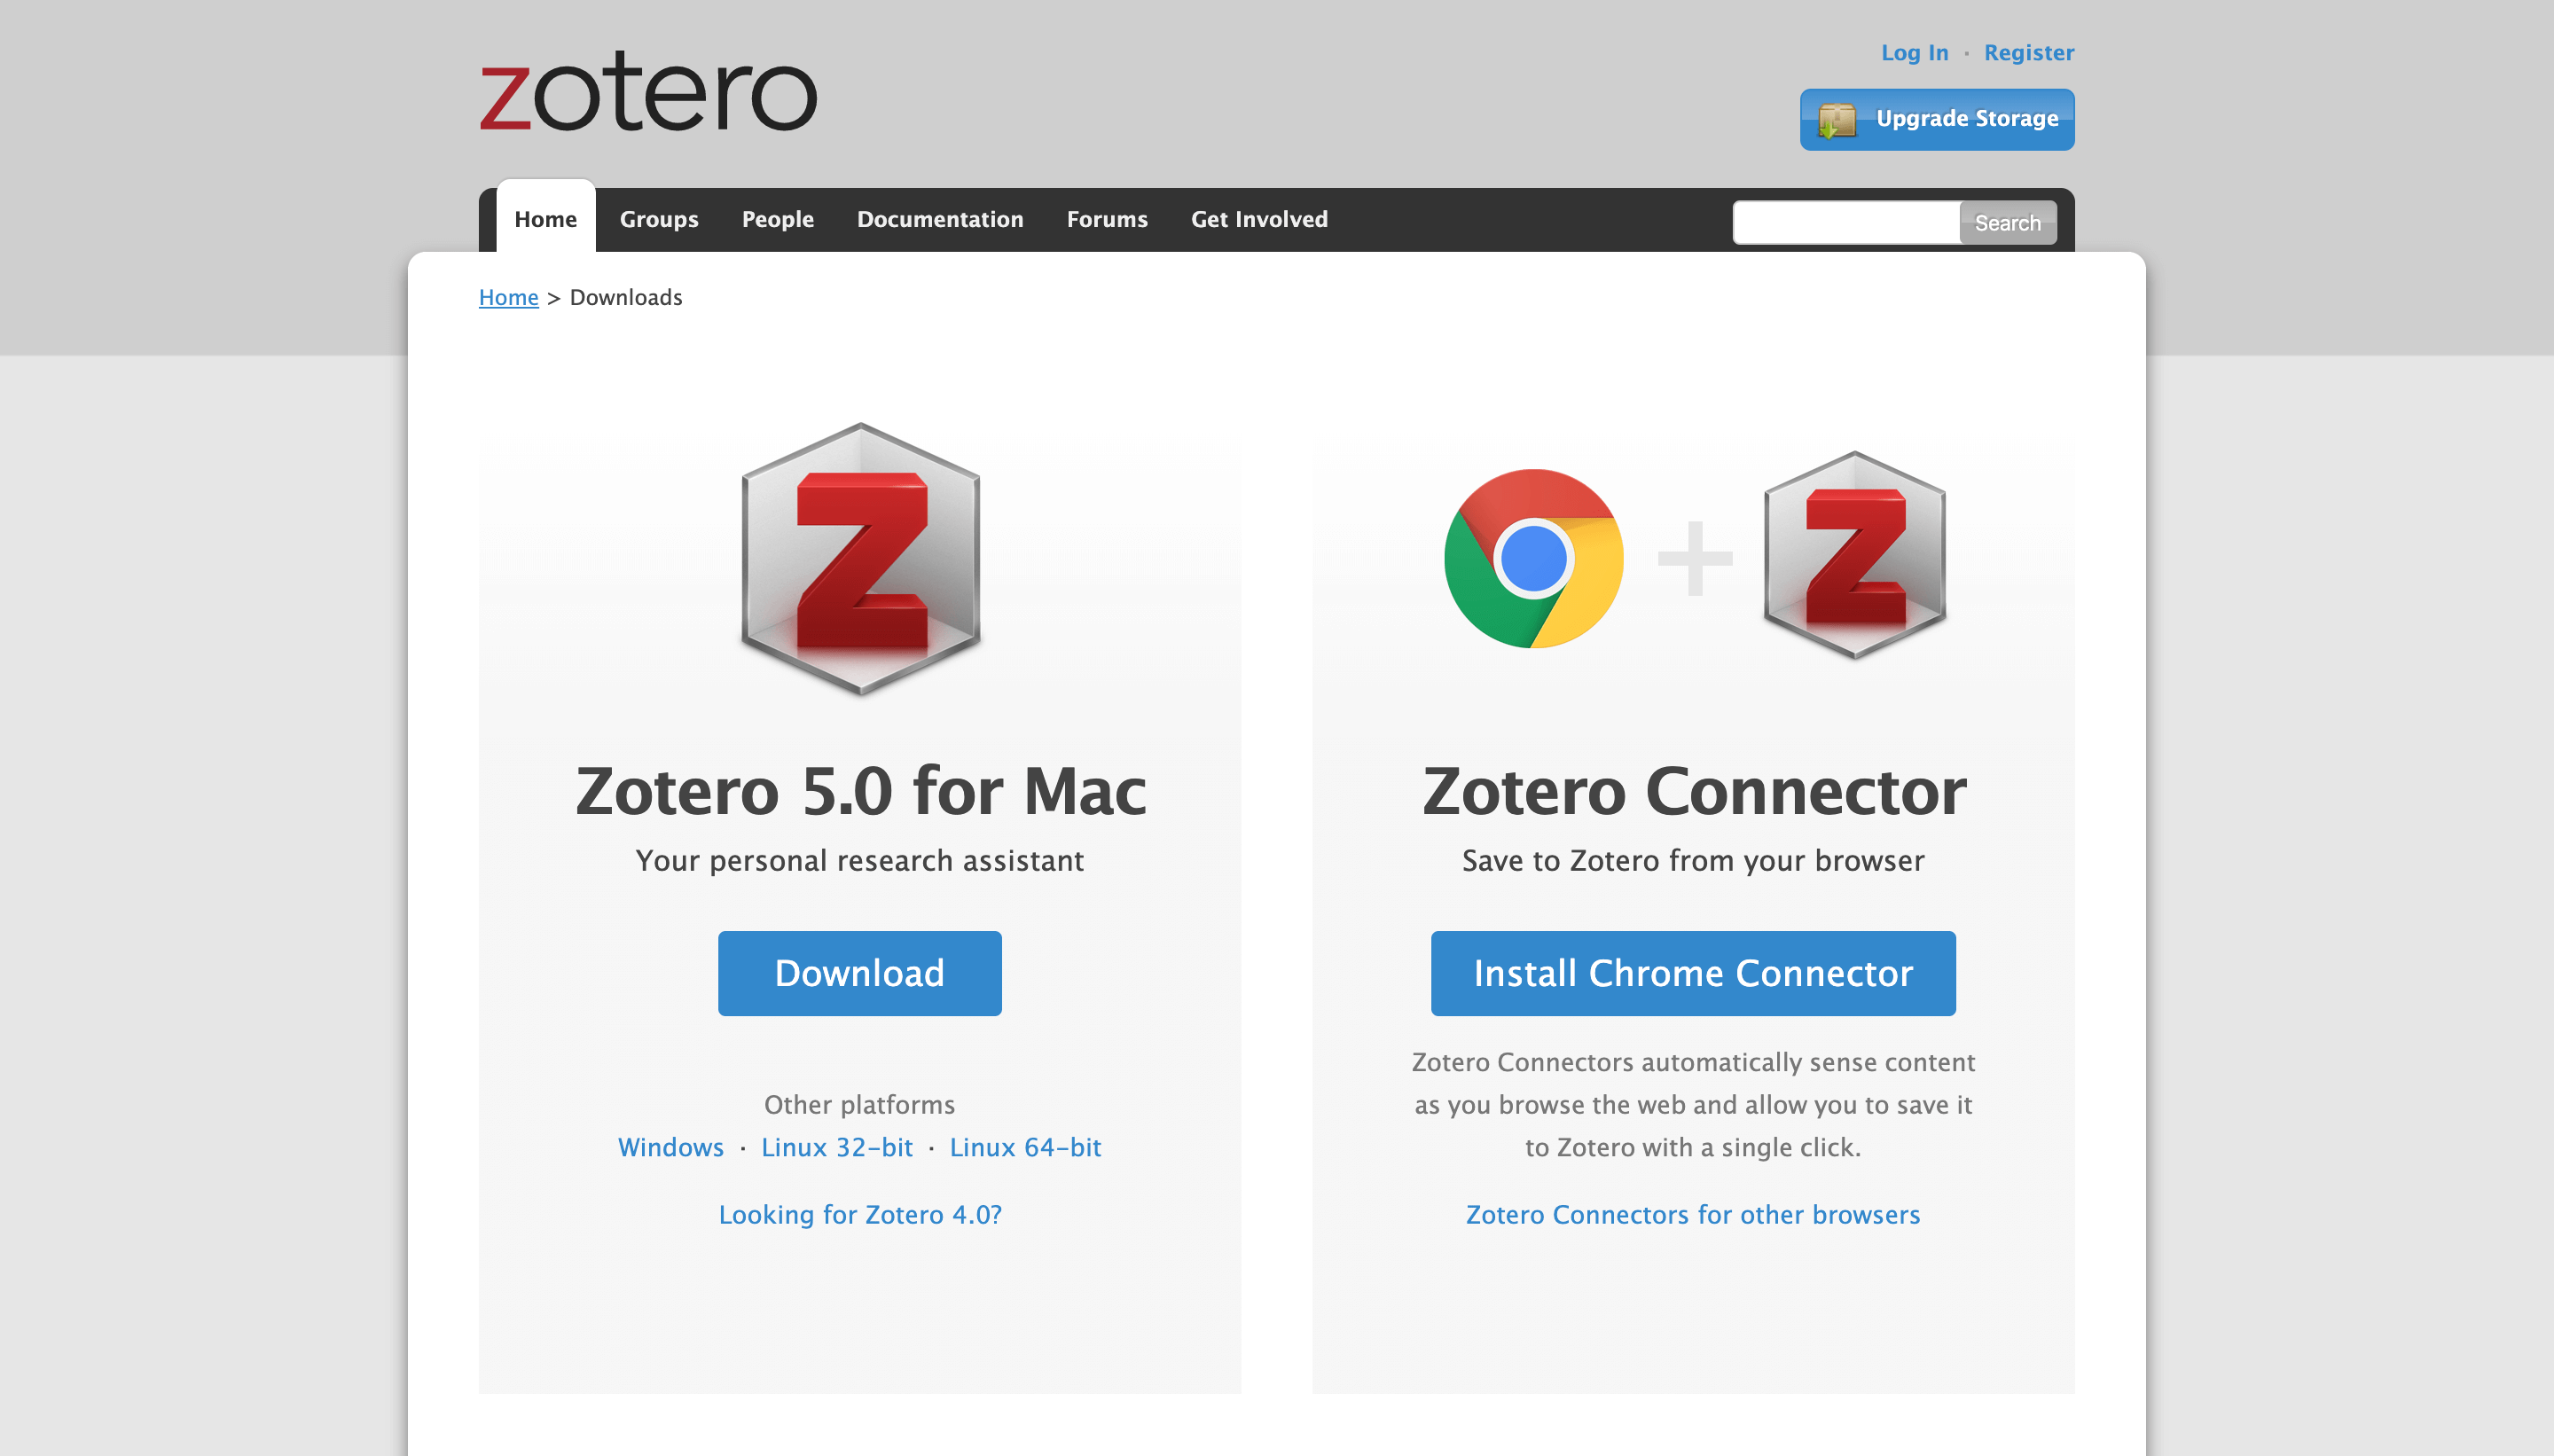 zotero
Log In · Register
Upgrade Storage
Home Groups People Documentation Forums Get Involved Search
Home > Downloads
Z
Z
Zotero 5.0 for Mac
Your personal research assistant
Download
Other platforms
Windows · Linux 32-bit · Linux 64-bit
Looking for Zotero 4.0?
Zotero Connector
Save to Zotero from your browser
Install Chrome Connector
Zotero Connectors automatically sense content
as you browse the web and allow you to save it
to Zotero with a single click.
Zotero Connectors for other browsers